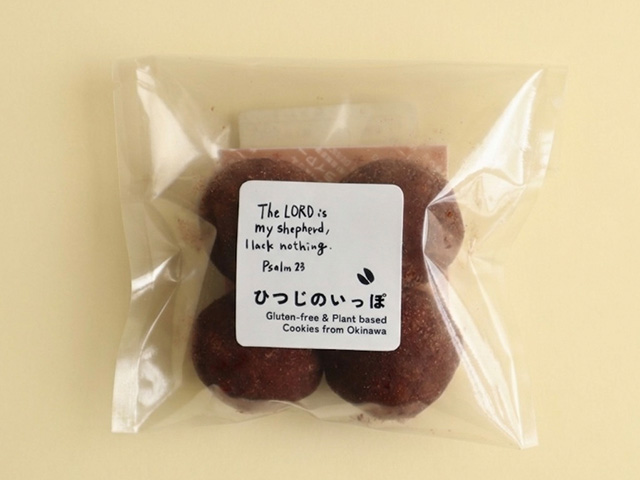 The LORD is
my shepherd,
I lack nothing.
Psalm 23
ひつじのいっぽ
Gluten-free & Plant based
Cookies from Okinawa